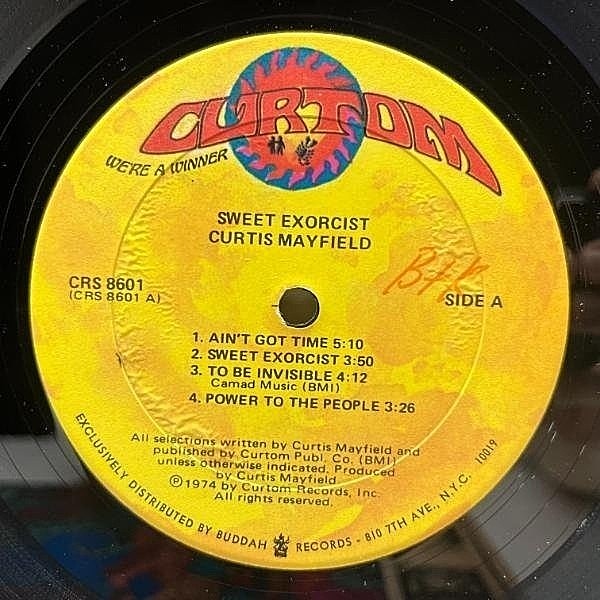 CURTOM
WE'RE A WINNER
SWEET EXORCIST
CURTIS MAYFIELD
CRS 8601
(CRS 8601 A)
SIDE A
1. AIN'T GOT TIME 5:10
2. SWEET EXORCIST 3:50
3. TO BE INVISIBLE 4:12
Camad Music (BMI)
4. POWER TO THE PEOPLE 3:26
All selections written by Curtis Mayfield and
published by Curtom Publ. Co. (BMI)
unless otherwise indicated. Produced
by Curtis Mayfield.
Ⓟ1974 by Curtom Records, Inc.
All rights reserved.
EXCLUSIVELY DISTRIBUTED BY BUDDAH RECORDS - 810 7TH AVE., N.Y.C. 10019